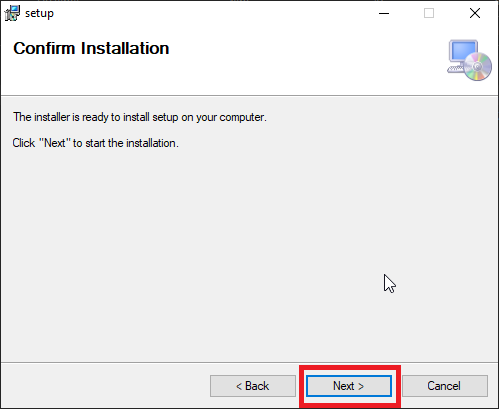 setup
Confirm Installation
The installer is ready to install setup on your computer.
Click "Next" to start the installation.
< Back
Next >
Cancel